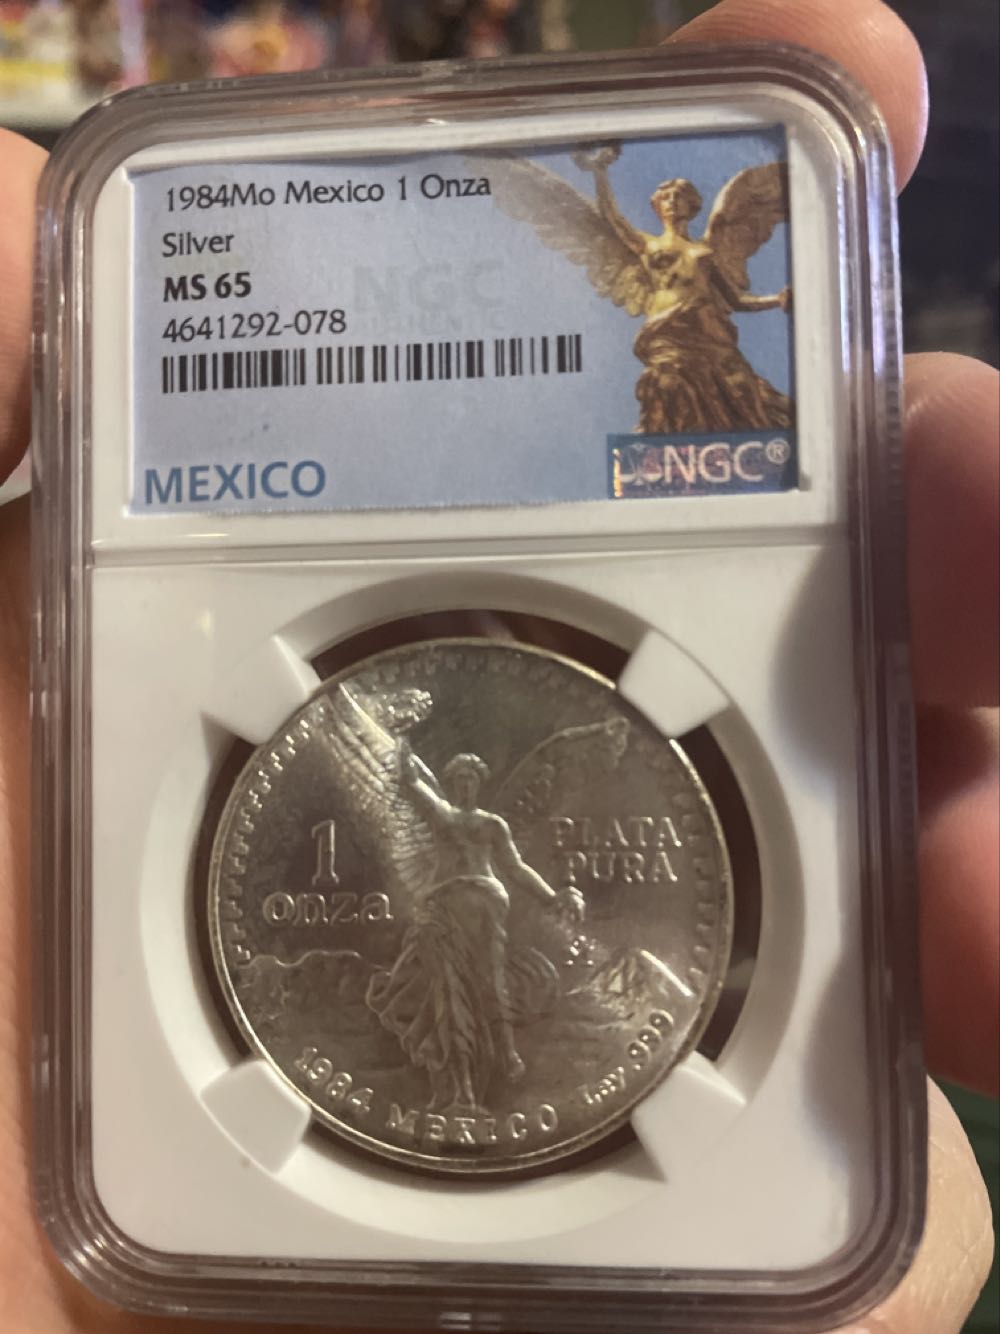 1984Mo Mexico 1 Onza
Silver
MS 65
4641292-078
NGC
MEXICO
NGC®
1
onza
PLATA
PURA
1984 MEXICO Ley .999